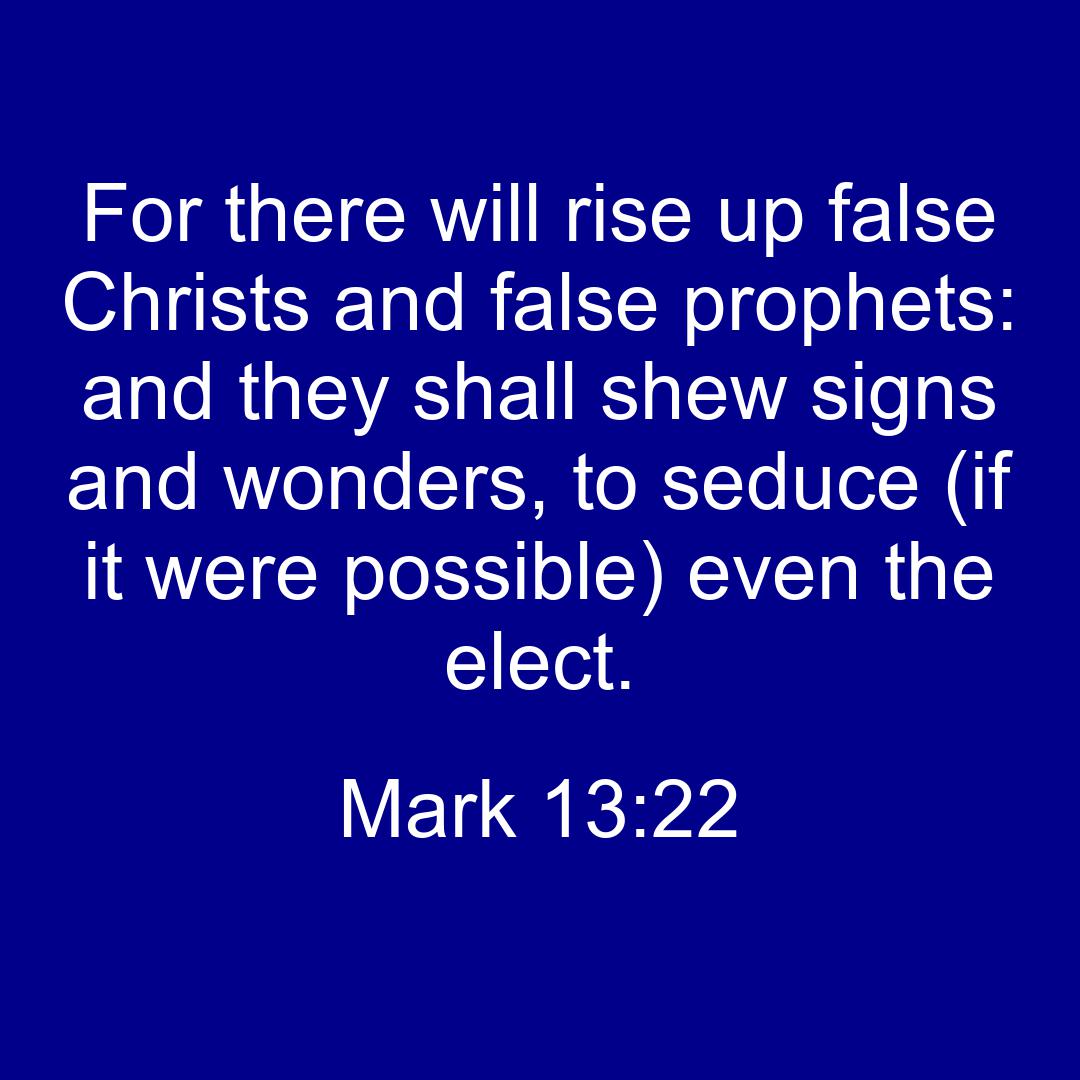 For there will rise up false
Christs and false prophets:
and they shall shew signs
and wonders, to seduce (if
it were possible) even the
elect.
Mark 13:22